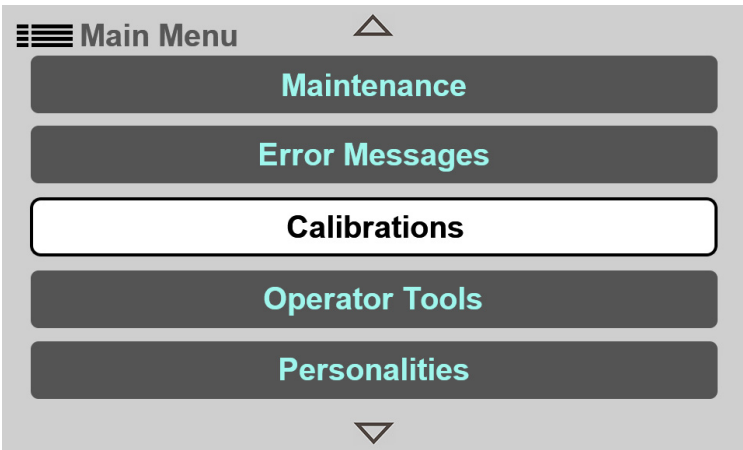 Main Menu
Maintenance
Error Messages
Calibrations
Operator Tools
Personalities